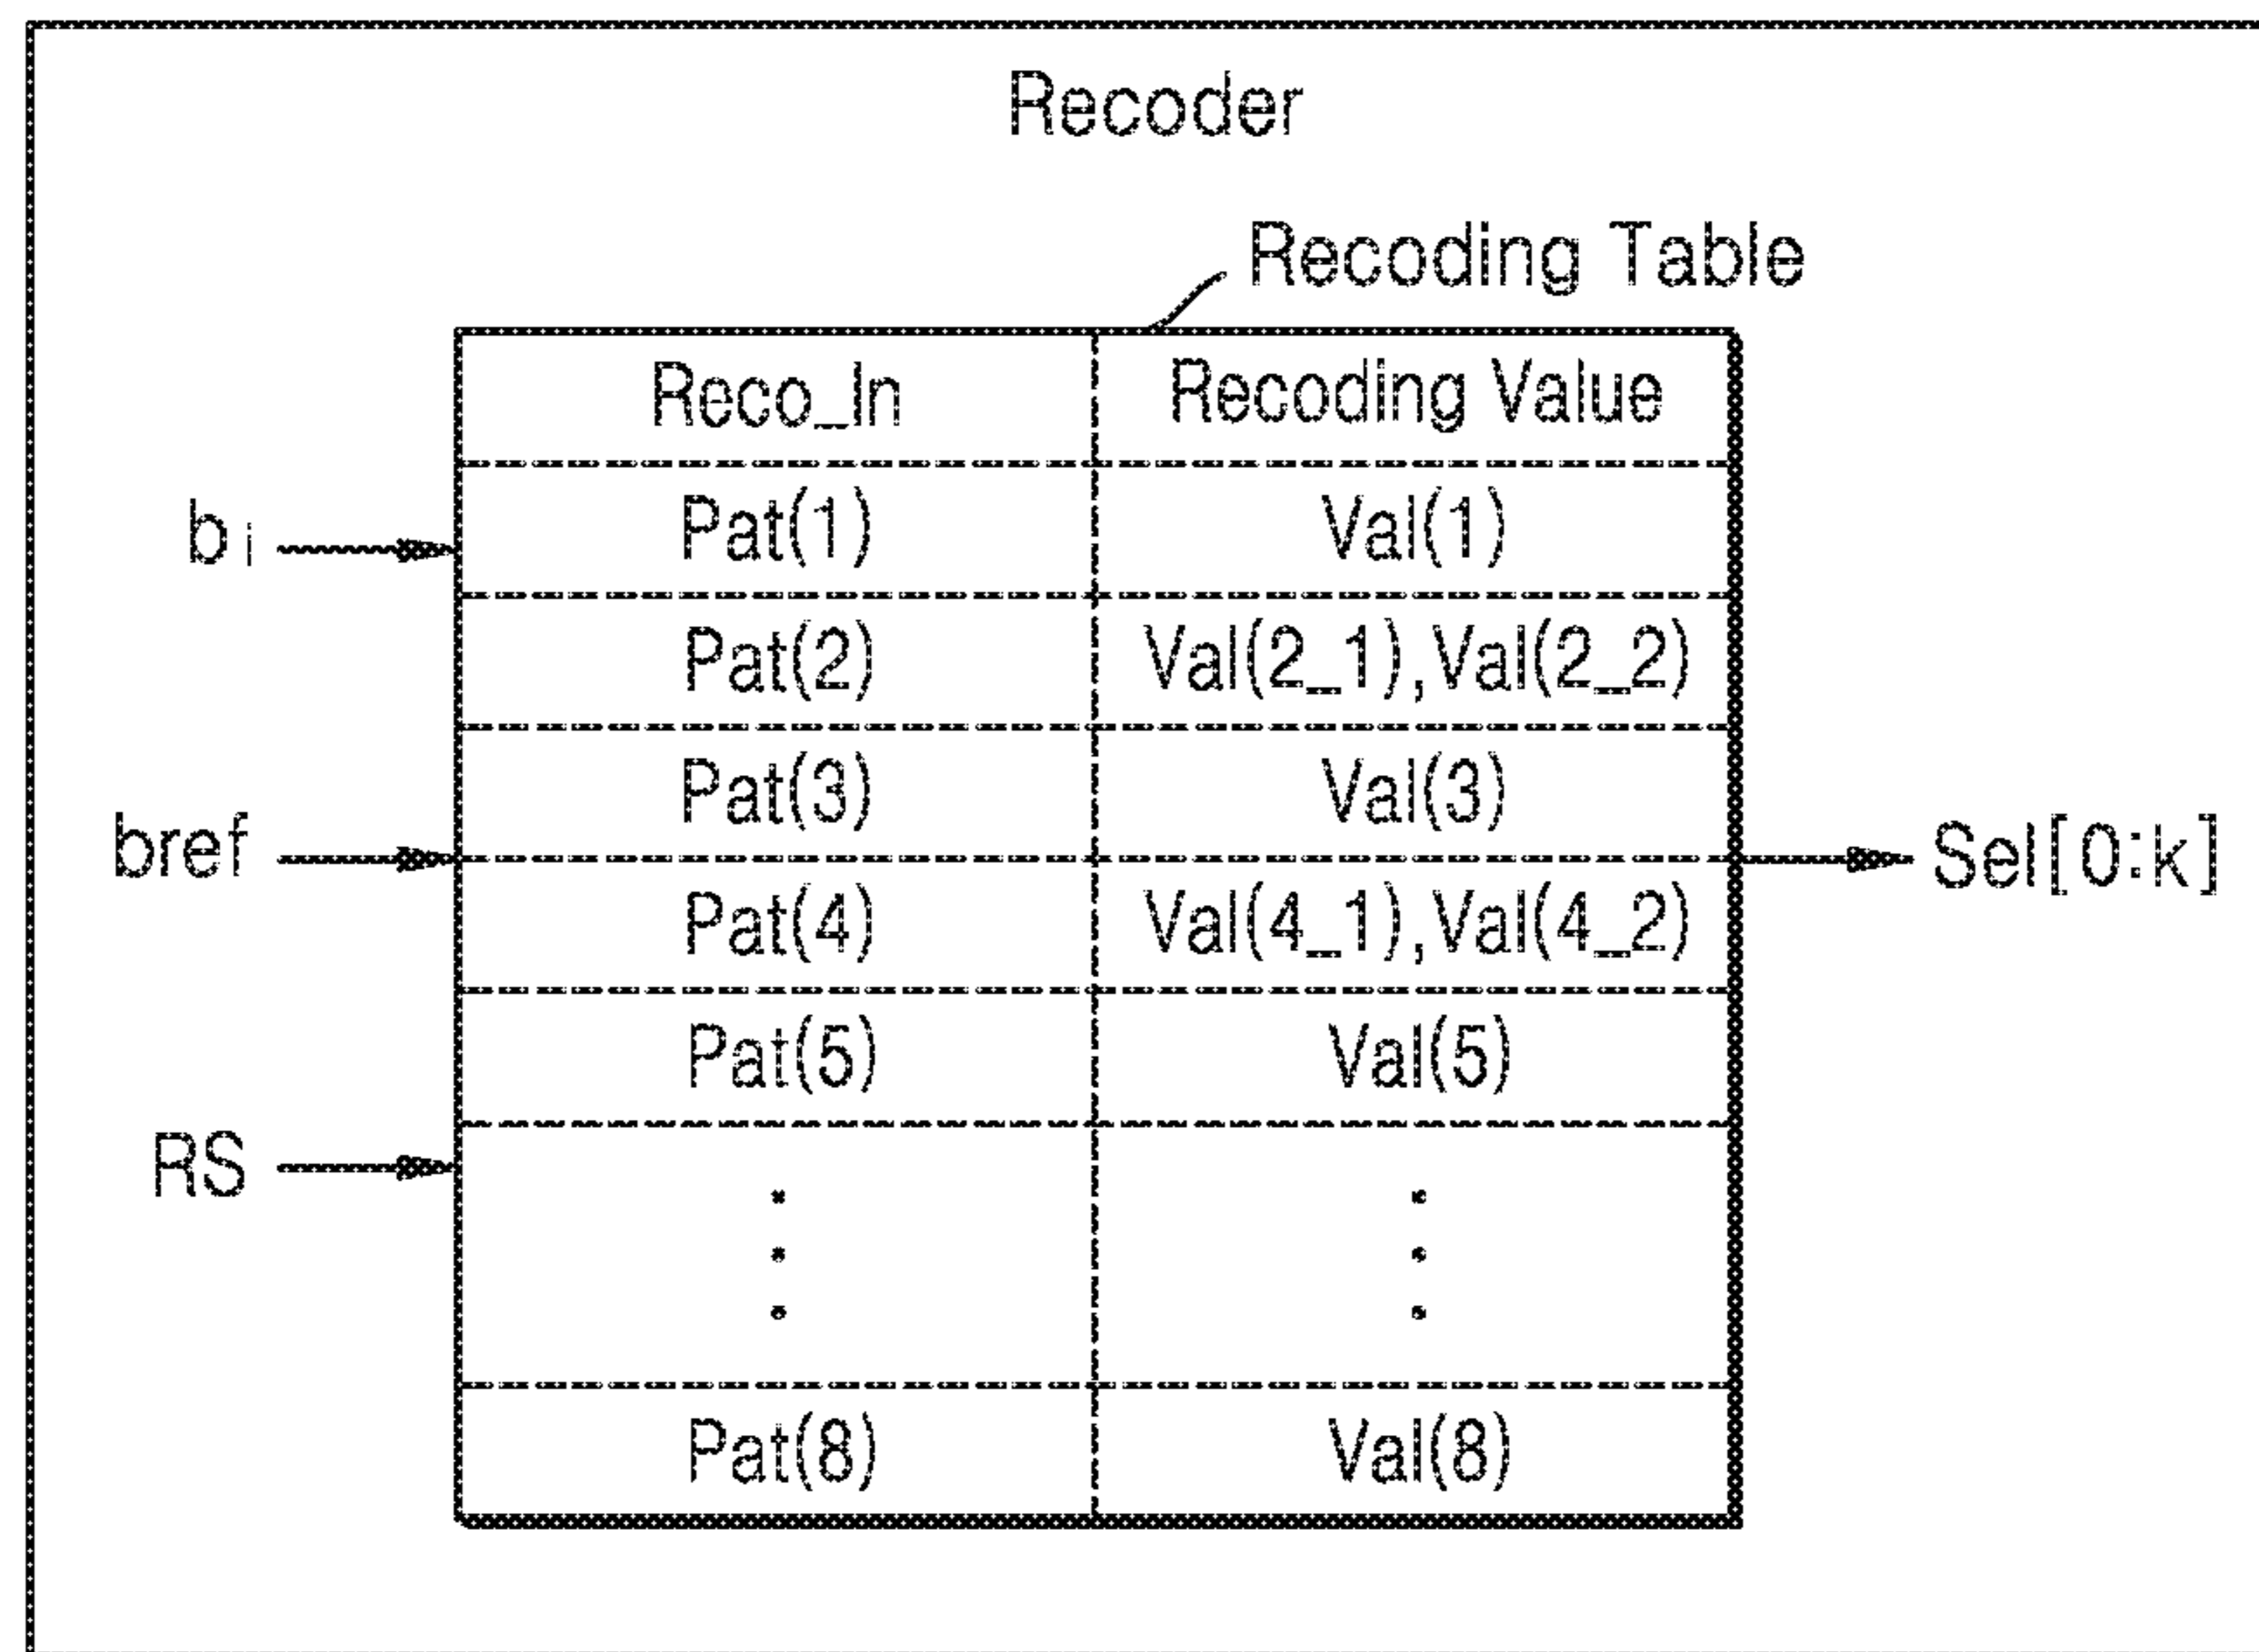 Recoder
Recoding Table
Reco_In Recoding Value
bi Pat(1) Val(1)
Pat(2) Val(2_1),Val(2_2)
Pat(3) Val(3)
bref Sel[0:k]
Pat(4) Val(4_1),Val(4_2)
Pat(5) Val(5)
RS
Pat(8) Val(8)